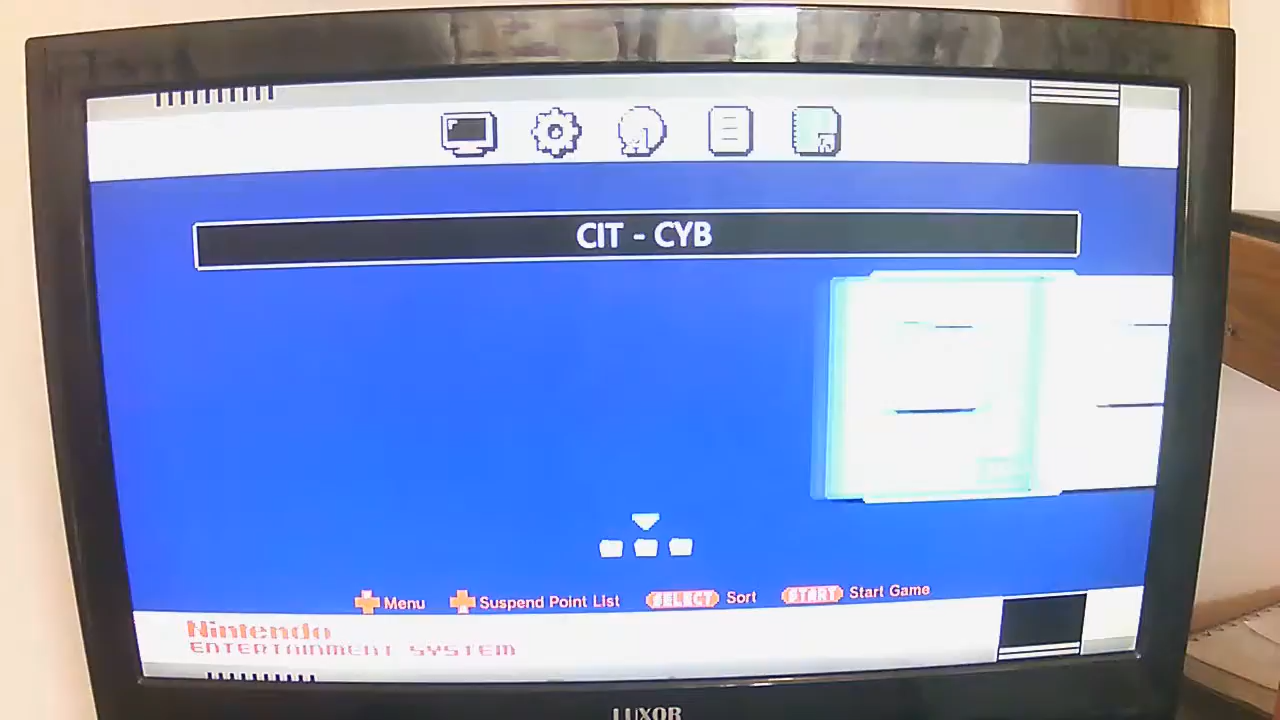 CIT - CYB
Menu
Suspend Point List
SELECT Sort
START Start Game
Nintendo
ENTERTAINMENT SYSTEM
LUXOR